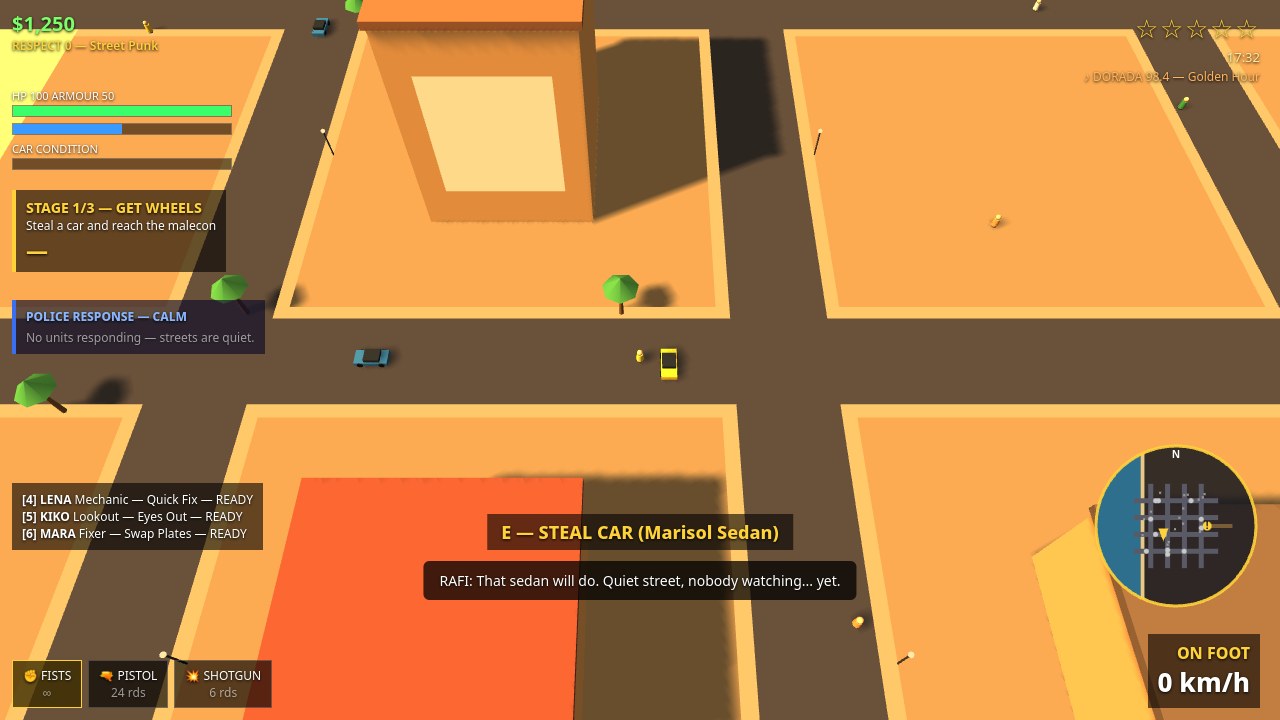 $1,250
RESPECT 0 — Street Punk
☆☆☆☆☆
17:32
♪ DORADA 98.4 — Golden Hour
HP 100 ARMOUR 50
CAR CONDITION
STAGE 1/3 — GET WHEELS
Steal a car and reach the malecon
—
POLICE RESPONSE — CALM
No units responding — streets are quiet.
[4] LENA Mechanic — Quick Fix — READY
[5] KIKO Lookout — Eyes Out — READY
[6] MARA Fixer — Swap Plates — READY
N
!
E — STEAL CAR (Marisol Sedan)
RAFI: That sedan will do. Quiet street, nobody watching... yet.
✊ FISTS
∞
🔫 PISTOL
24 rds
💥 SHOTGUN
6 rds
ON FOOT
0 km/h